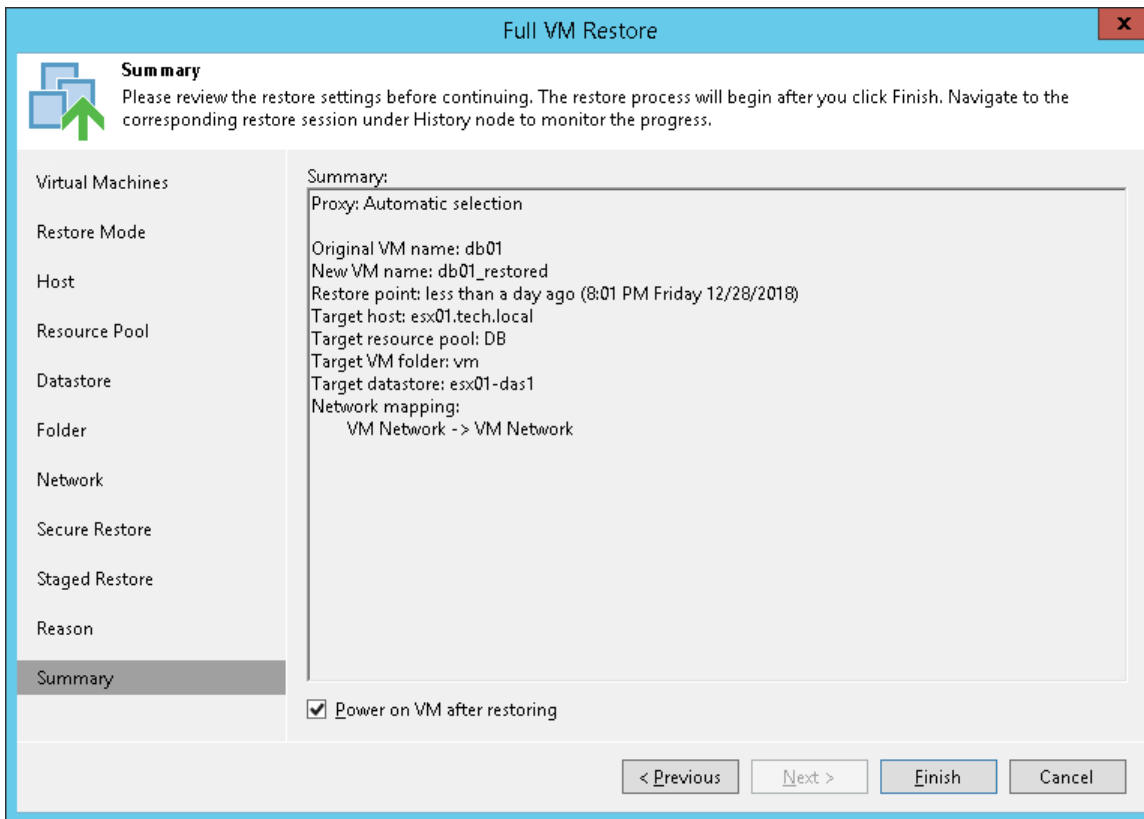 Full VM Restore
x
Summary
Please review the restore settings before continuing. The restore process will begin after you click Finish. Navigate to the
corresponding restore session under History node to monitor the progress.
Virtual Machines
Restore Mode
Host
Resource Pool
Datastore
Folder
Network
Secure Restore
Staged Restore
Reason
Summary
Summary:
Proxy: Automatic selection
Original VM name: db01
New VM name: db01_restored
Restore point: less than a day ago (8:01 PM Friday 12/28/2018)
Target host: esx01.tech.local
Target resource pool: DB
Target VM folder: vm
Target datastore: esx01-das1
Network mapping:
VM Network -> VM Network
Power on VM after restoring
< Previous
Next >
Finish
Cancel